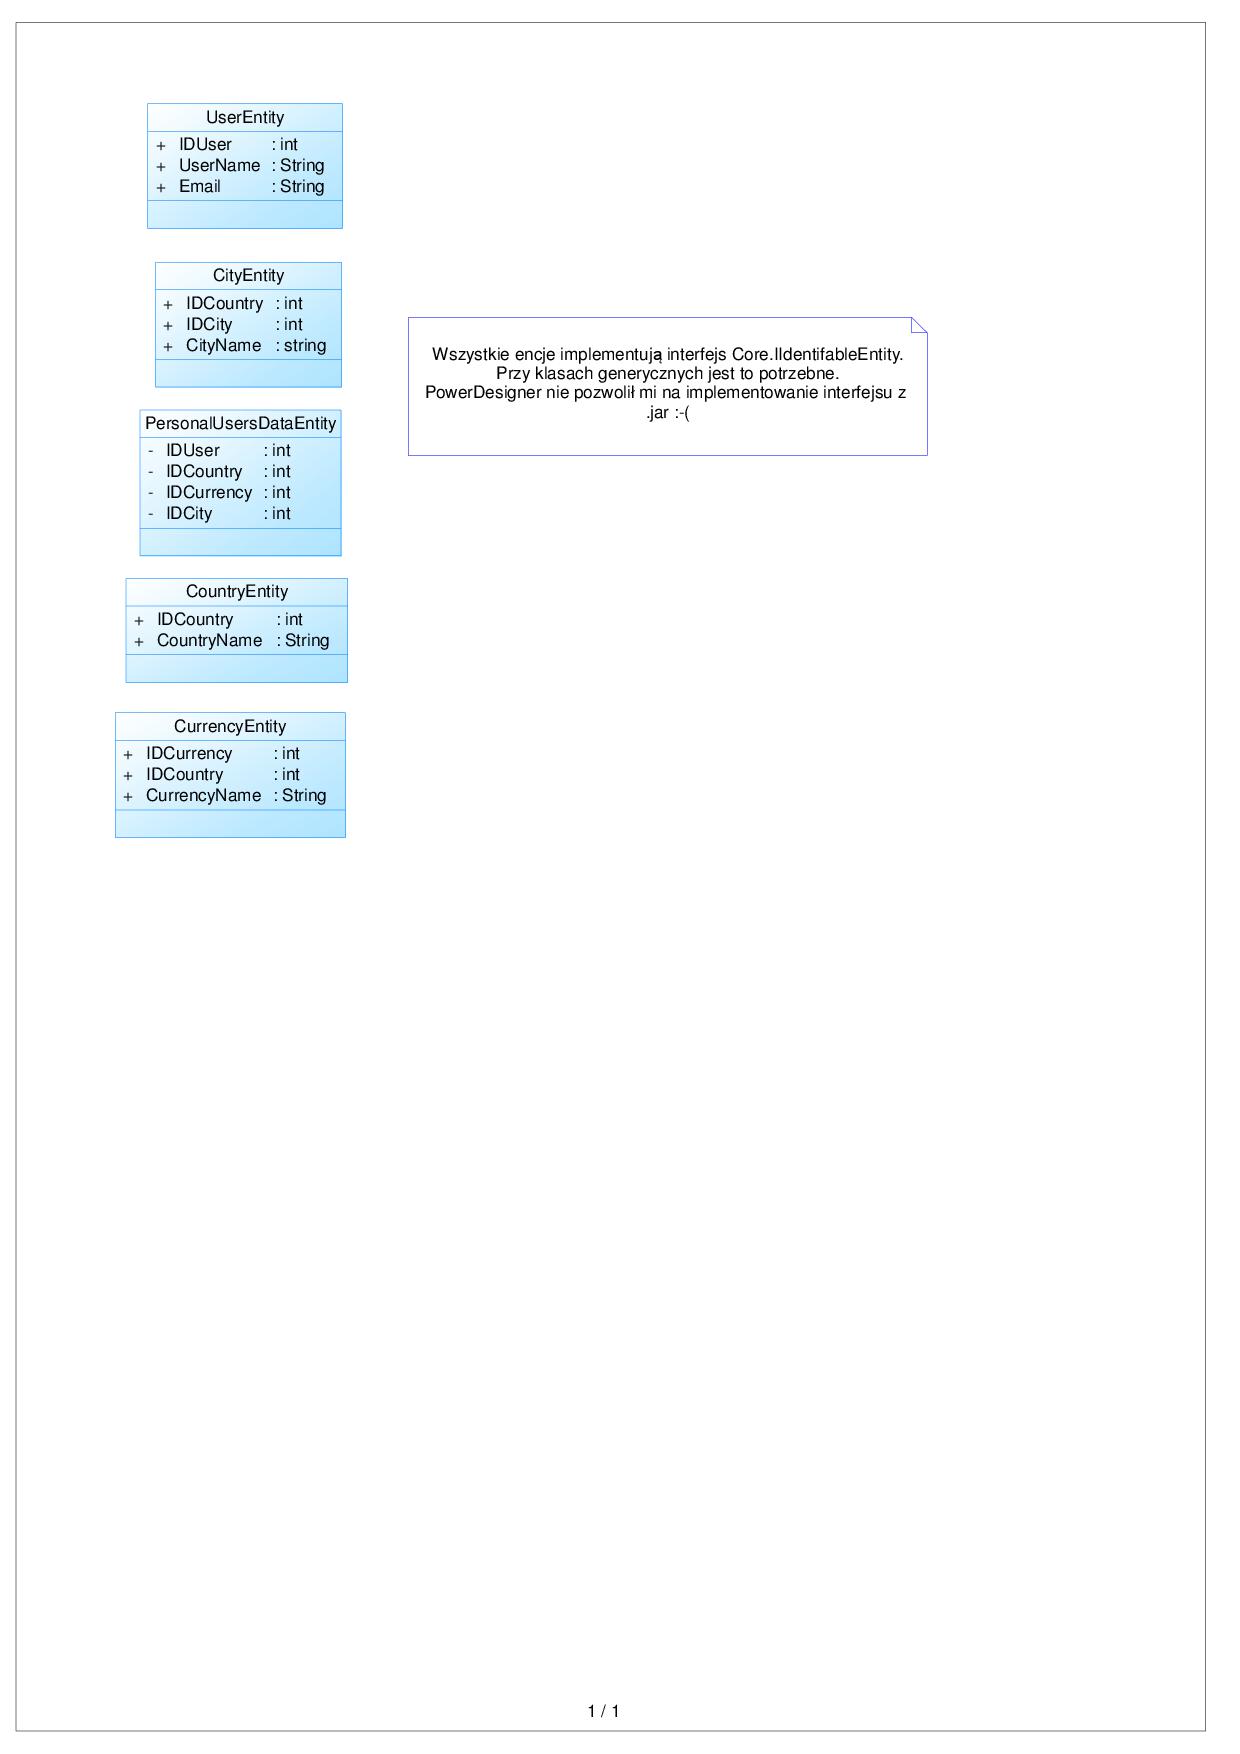 UserEntity
+ IDUser : int
+ UserName : String
+ Email : String
CityEntity
+ IDCountry : int
+ IDCity : int
+ CityName : string
Wszystkie encje implementują interfejs Core.IIdentifableEntity.
Przy klasach generycznych jest to potrzebne.
PowerDesigner nie pozwolił mi na implementowanie interfejsu z
.jar :-(
PersonalUsersDataEntity
- IDUser : int
- IDCountry : int
- IDCurrency : int
- IDCity : int
CountryEntity
+ IDCountry : int
+ CountryName : String
CurrencyEntity
+ IDCurrency : int
+ IDCountry : int
+ CurrencyName : String
1 / 1